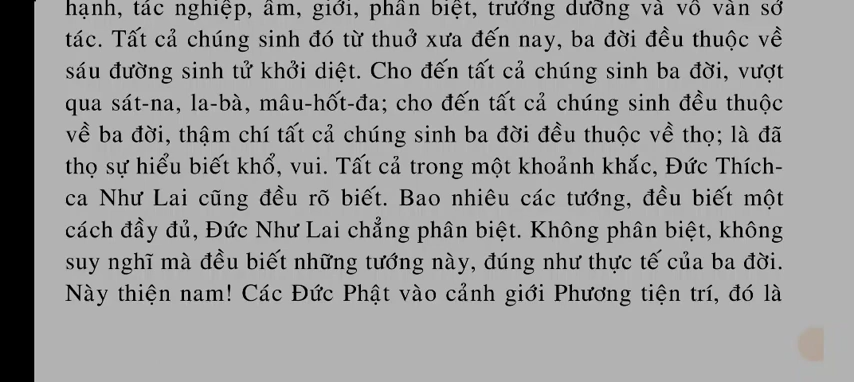 hạnh, tác nghiệp, ấm, giới, phân biệt, trưởng dưỡng và vô vàn sở
tác. Tất cả chúng sinh đó từ thuở xưa đến nay, ba đời đều thuộc về
sáu đường sinh tử khởi diệt. Cho đến tất cả chúng sinh ba đời, vượt
qua sát-na, la-bà, mâu-hốt-đa; cho đến tất cả chúng sinh đều thuộc
về ba đời, thậm chí tất cả chúng sinh ba đời đều thuộc về thọ; là đã
thọ sự hiểu biết khổ, vui. Tất cả trong một khoảnh khắc, Đức Thích-
ca Như Lai cũng đều rõ biết. Bao nhiêu các tướng, đều biết một
cách đầy đủ, Đức Như Lai chẳng phân biệt. Không phân biệt, không
suy nghĩ mà đều biết những tướng này, đúng như thực tế của ba đời.
Này thiện nam! Các Đức Phật vào cảnh giới Phương tiện trí, đó là